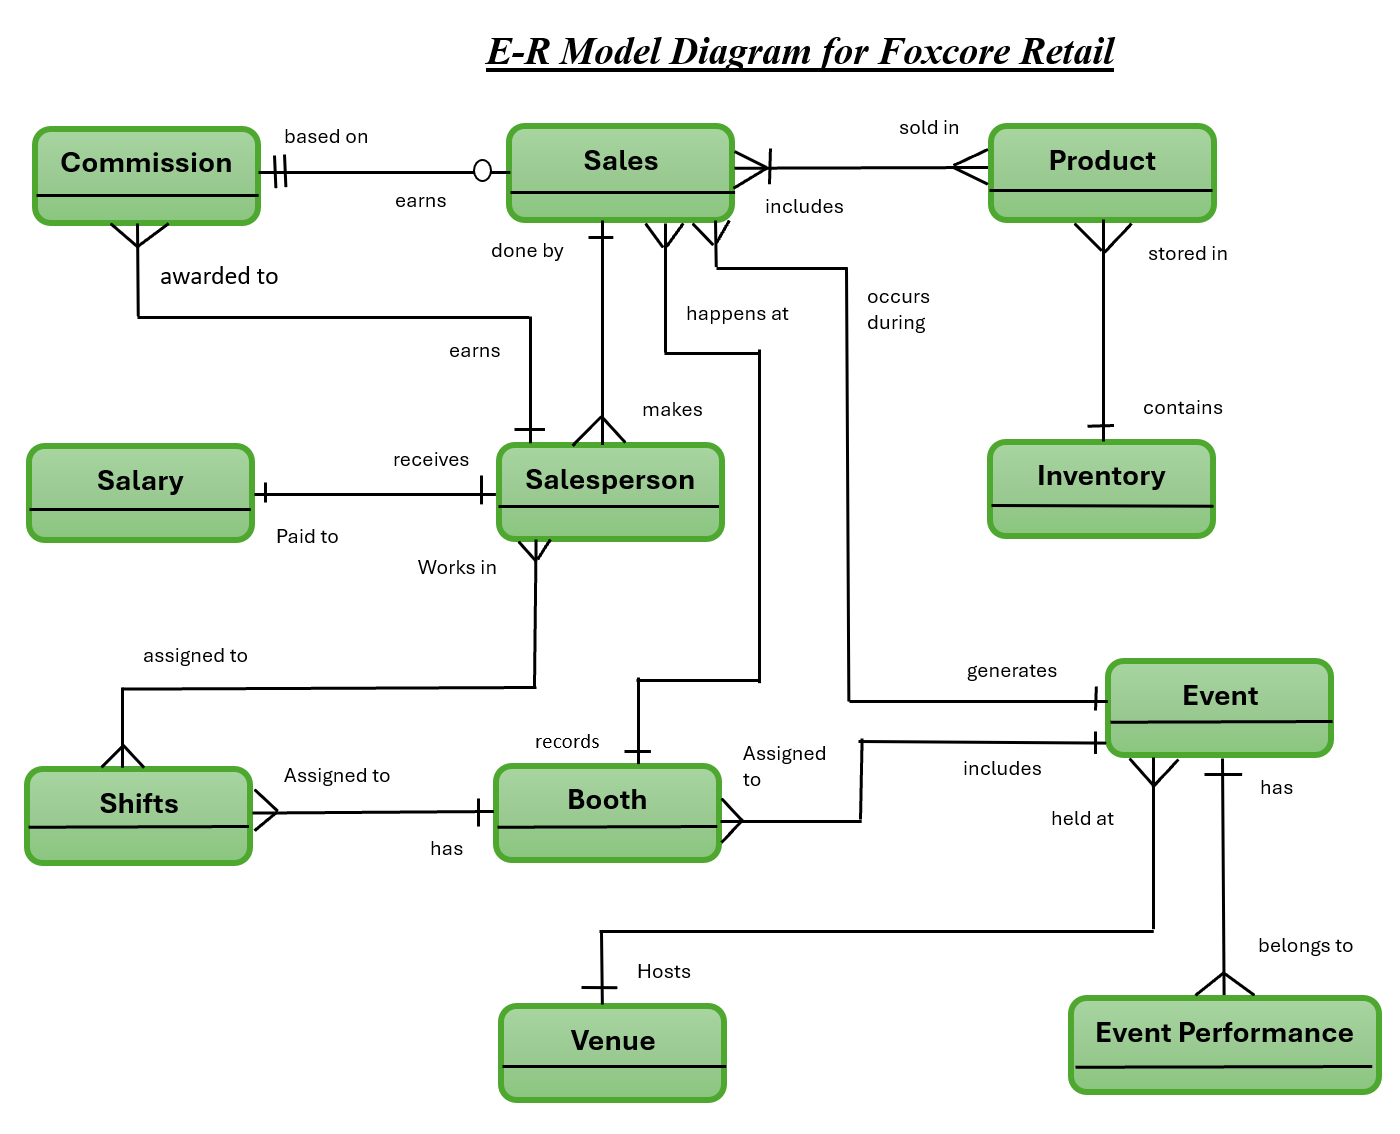 E-R Model Diagram for Foxcore Retail
Commission
based on
earns
Sales
sold in
includes
Product
done by
awarded to
stored in
happens at
occurs
during
earns
makes
contains
Salary
receives
Paid to
Salesperson
Inventory
Works in
assigned to
generates
Event
records
Assigned
to
includes
has
held at
Shifts
Assigned to
has
Booth
belongs to
Hosts
Venue
Event Performance